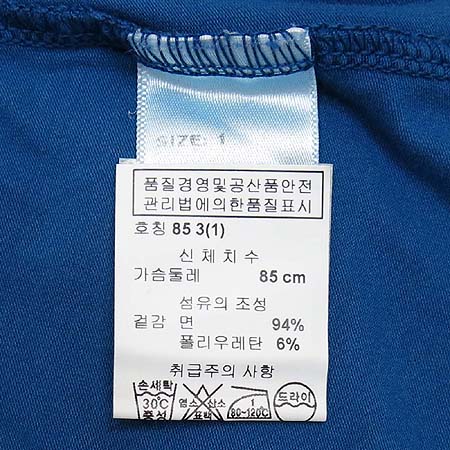 SIZE: 1
품질경영및공산품안전
관리법에의한품질표시
호칭 85 3(1)
신 체 치 수
가슴둘레 85 cm
섬유의 조성
겉감 면 94%
폴리우레탄 6%
취급주의 사항
손세탁 30℃ 중성
염소 산소 표백
1 80~120℃
드라이